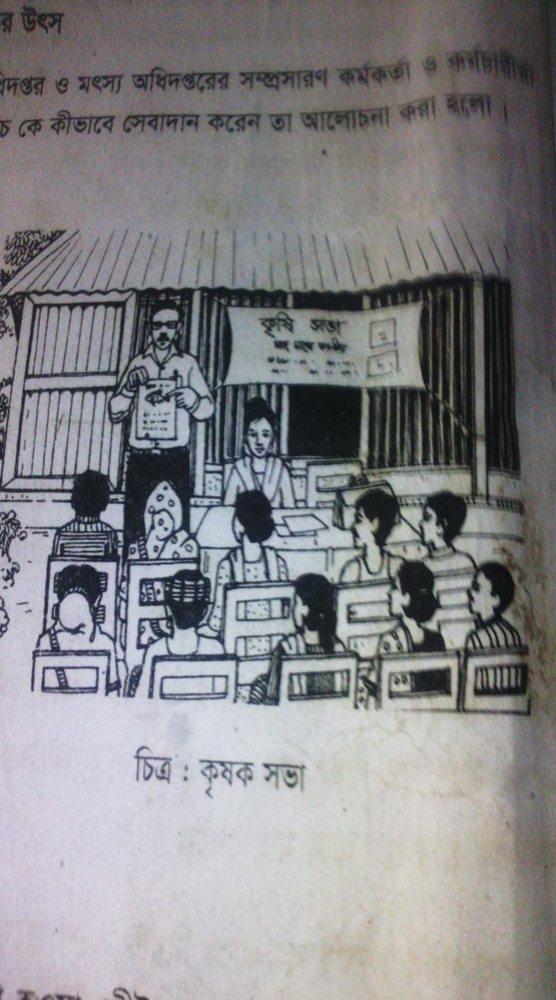 র উৎস
ধিদপ্তর ও মৎস্য অধিদপ্তরের সম্প্রসারণ কর্মকর্তা ও কর্মচারীরা
চে কে কীভাবে সেবাদান করেন তা আলোচনা করা হলো।
কৃষি সভা
চিত্র : কৃষক সভা